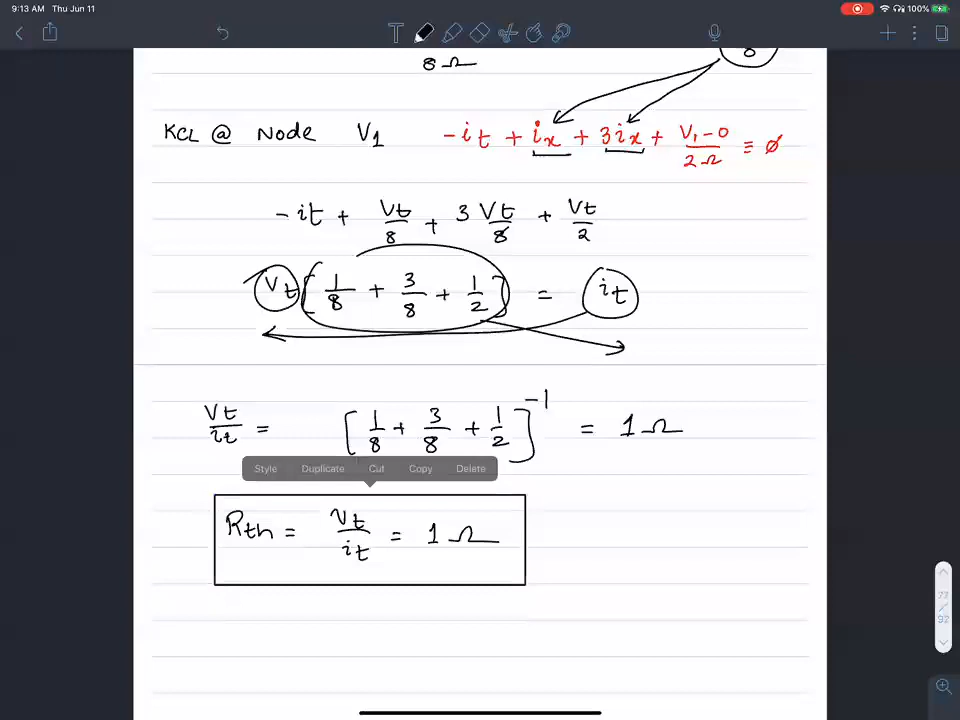 9:13 AM Thu Jun 11
100%
8
8 Ω
KCL @ Node V1 -it + ix + 3ix + V1-0/2Ω ≡ ∅
-it + Vt/8 + 3 Vt/8 + Vt/2
Vt [1/8 + 3/8 + 1/2] = it
Vt/it = [1/8 + 3/8 + 1/2]^-1 = 1 Ω
Style Duplicate Cut Copy Delete
Rth = Vt/it = 1 Ω
77
/
92